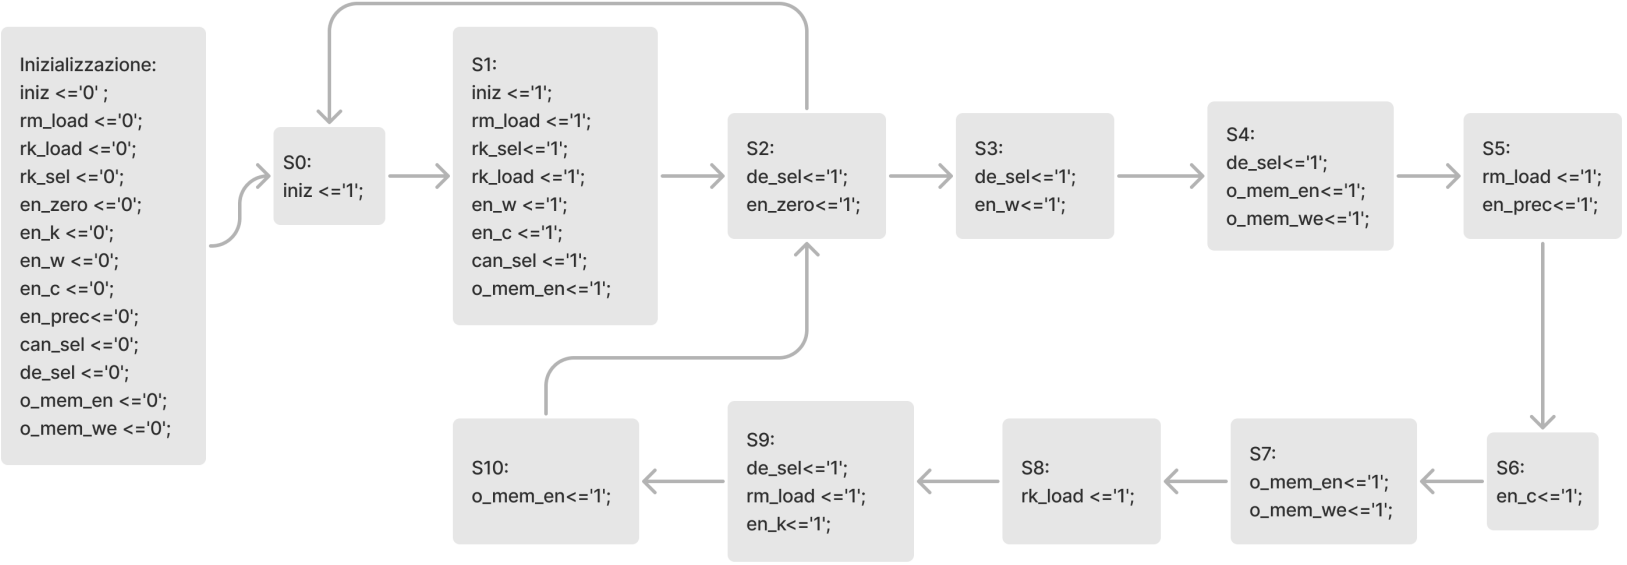 Inizializzazione:
iniz <='0' ;
rm_load <='0';
rk_load <='0';
rk_sel <='0';
en_zero <='0';
en_k <='0';
en_w <='0';
en_c <='0';
en_prec<='0';
can_sel <='0';
de_sel <='0';
o_mem_en <='0';
o_mem_we <='0';
S0:
iniz <='1';
S1:
iniz <='1';
rm_load <='1';
rk_sel<='1';
rk_load <='1';
en_w <='1';
en_c <='1';
can_sel <='1';
o_mem_en<='1';
S2:
de_sel<='1';
en_zero<='1';
S3:
de_sel<='1';
en_w<='1';
S4:
de_sel<='1';
o_mem_en<='1';
o_mem_we<='1';
S5:
rm_load <='1';
en_prec<='1';
S6:
en_c<='1';
S7:
o_mem_en<='1';
o_mem_we<='1';
S8:
rk_load <='1';
S9:
de_sel<='1';
rm_load <='1';
en_k<='1';
S10:
o_mem_en<='1';